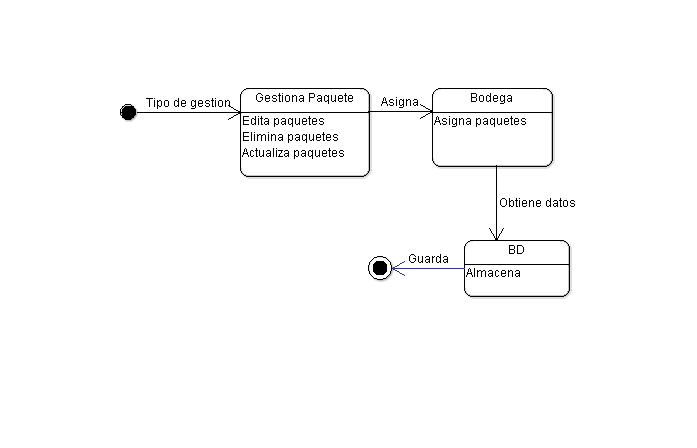 Tipo de gestion
Gestiona Paquete
Edita paquetes
Elimina paquetes
Actualiza paquetes
Asigna
Bodega
Asigna paquetes
Obtiene datos
BD
Almacena
Guarda